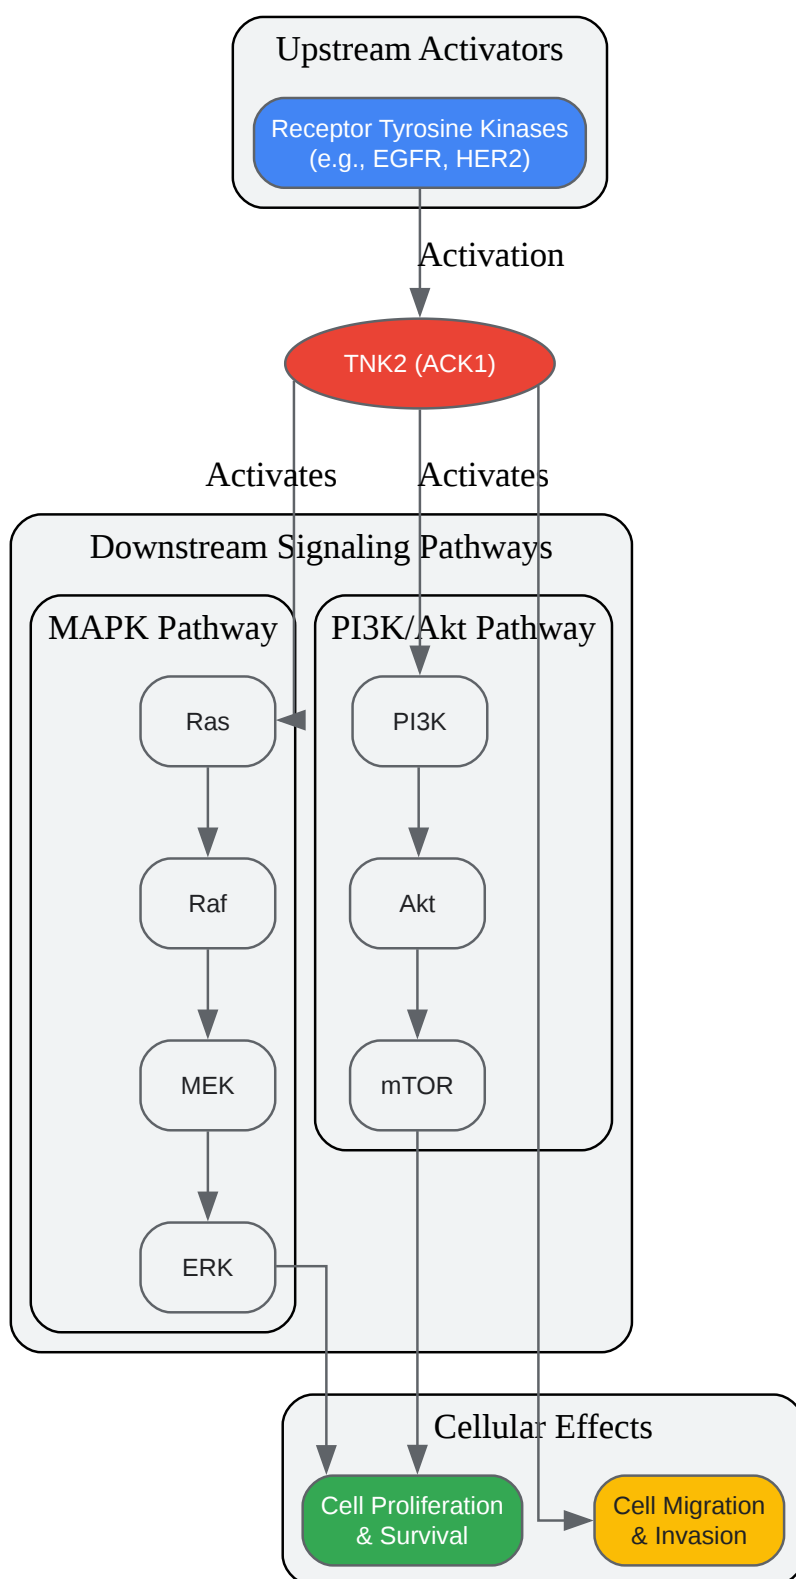 Upstream Activators
Receptor Tyrosine Kinases
(e.g., EGFR, HER2)
Activation
TNK2 (ACK1)
Activates
Activates
Downstream Signaling Pathways
MAPK Pathway
PI3K/Akt Pathway
Ras
PI3K
Raf
Akt
MEK
mTOR
ERK
Cellular Effects
Cell Proliferation
& Survival
Cell Migration
& Invasion